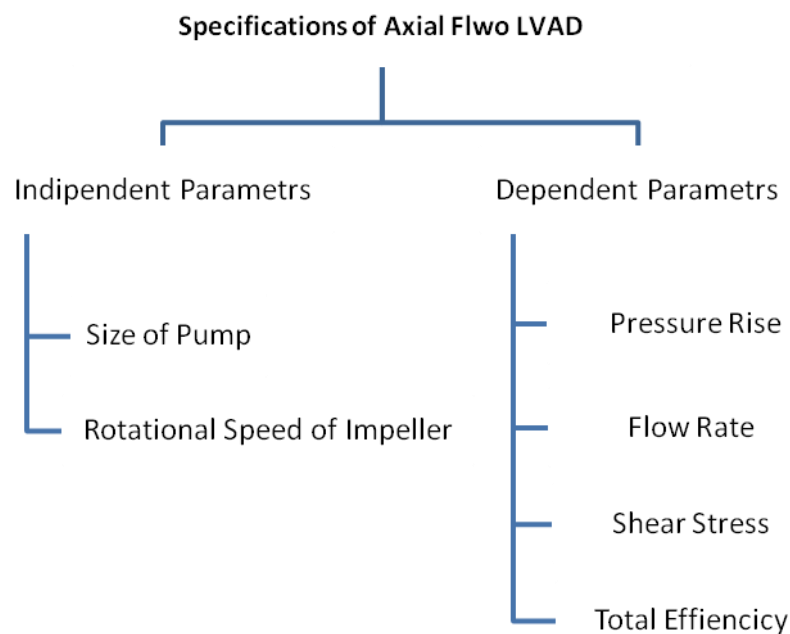 Specifications of Axial Flwo LVAD
Indipendent Parametrs
Dependent Parametrs
Size of Pump
Rotational Speed of Impeller
Pressure Rise
Flow Rate
Shear Stress
Total Effiencicy